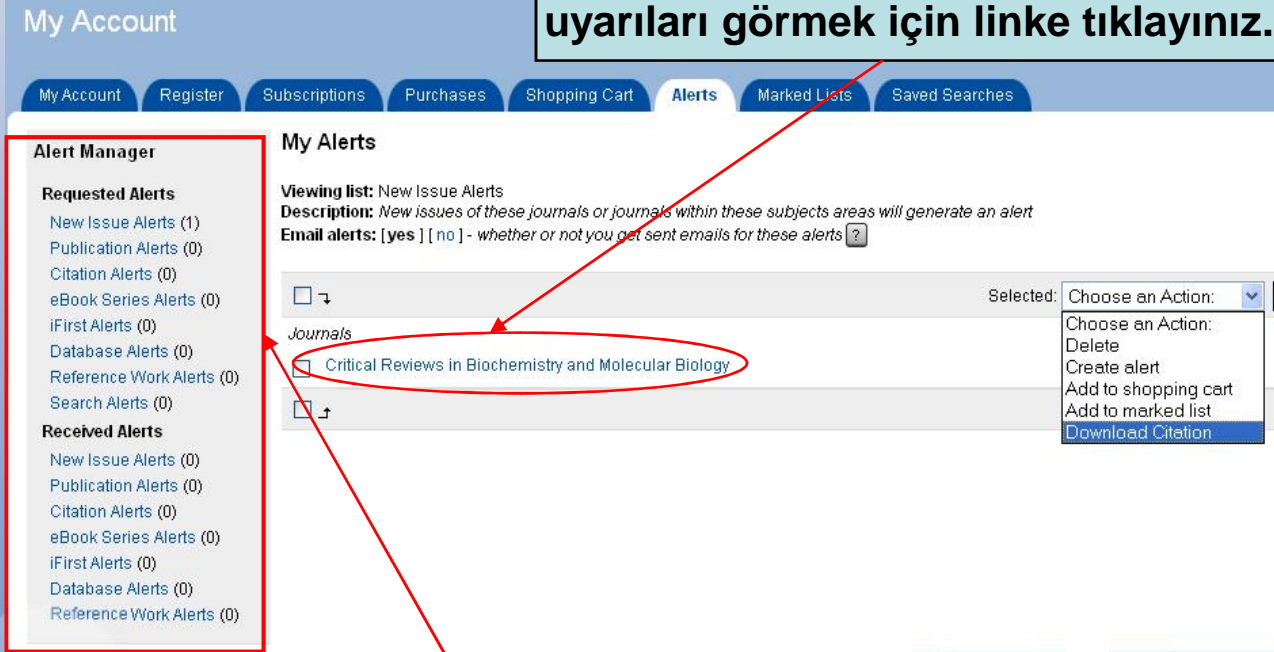 My Account
uyarıları görmek için linke tıklayınız.
My Account Register Subscriptions Purchases Shopping Cart Alerts Marked Lists Saved Searches
Alert Manager
Requested Alerts
New Issue Alerts (1)
Publication Alerts (0)
Citation Alerts (0)
eBook Series Alerts (0)
iFirst Alerts (0)
Database Alerts (0)
Reference Work Alerts (0)
Search Alerts (0)
Received Alerts
New Issue Alerts (0)
Publication Alerts (0)
Citation Alerts (0)
eBook Series Alerts (0)
iFirst Alerts (0)
Database Alerts (0)
Reference Work Alerts (0)
My Alerts
Viewing list: New Issue Alerts
Description: New issues of these journals or journals within these subjects areas will generate an alert
Email alerts: [ yes ] [ no ] - whether or not you get sent emails for these alerts ?
Selected: Choose an Action:
Choose an Action:
Delete
Create alert
Add to shopping cart
Add to marked list
Download Citation
Journals
Critical Reviews in Biochemistry and Molecular Biology